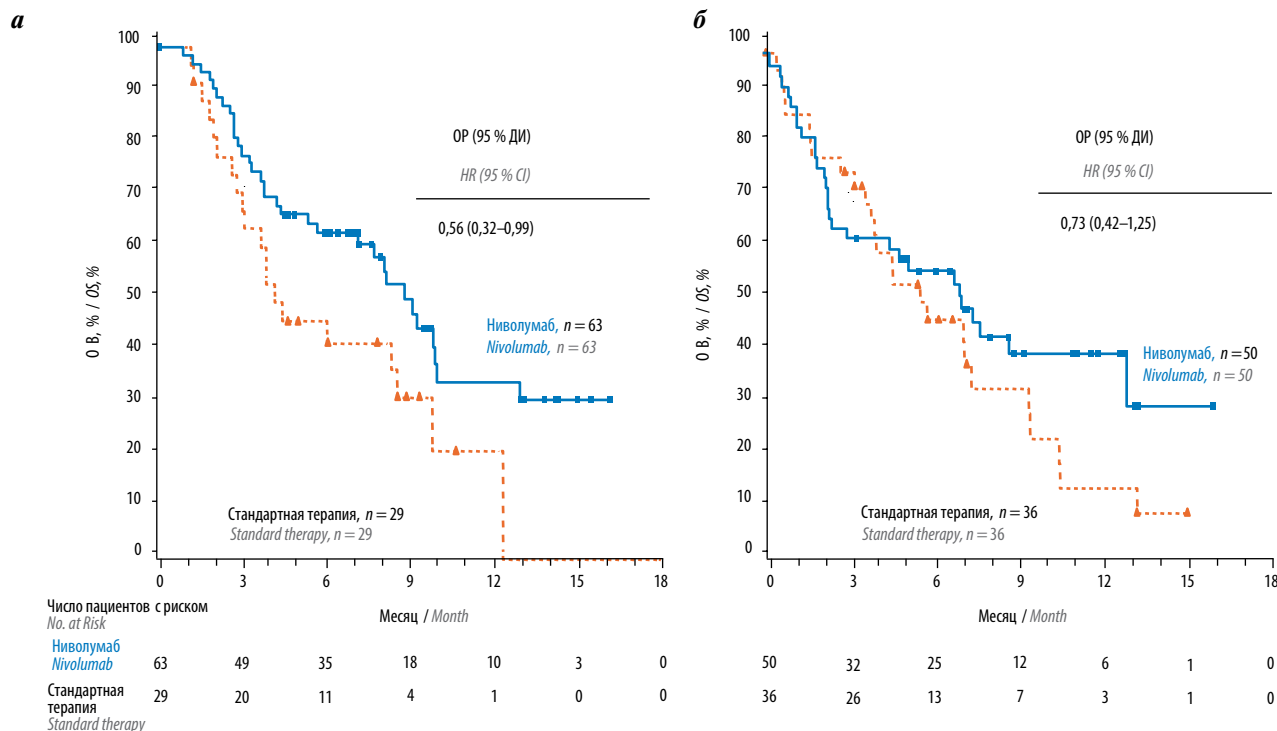 а
100
90
80
70
60
50
40
30
20
10
0
О В, % / OS, %
ОР (95 % ДИ)
HR (95 % CI)
0,56 (0,32–0,99)
Ниволумаб, n = 63
Nivolumab, n = 63
Стандартная терапия, n = 29
Standard therapy, n = 29
0 3 6 9 12 15 18
Месяц / Month
б
100
90
80
70
60
50
40
30
20
10
0
О В, % / OS, %
ОР (95 % ДИ)
HR (95 % CI)
0,73 (0,42–1,25)
Ниволумаб, n = 50
Nivolumab, n = 50
Стандартная терапия, n = 36
Standard therapy, n = 36
0 3 6 9 12 15 18
Месяц / Month
Число пациентов с риском
No. at Risk
Ниволумаб
Nivolumab
63 49 35 18 10 3 0
50 32 25 12 6 1 0
Стандартная
терапия
Standard therapy
29 20 11 4 1 0 0
36 26 13 7 3 1 0